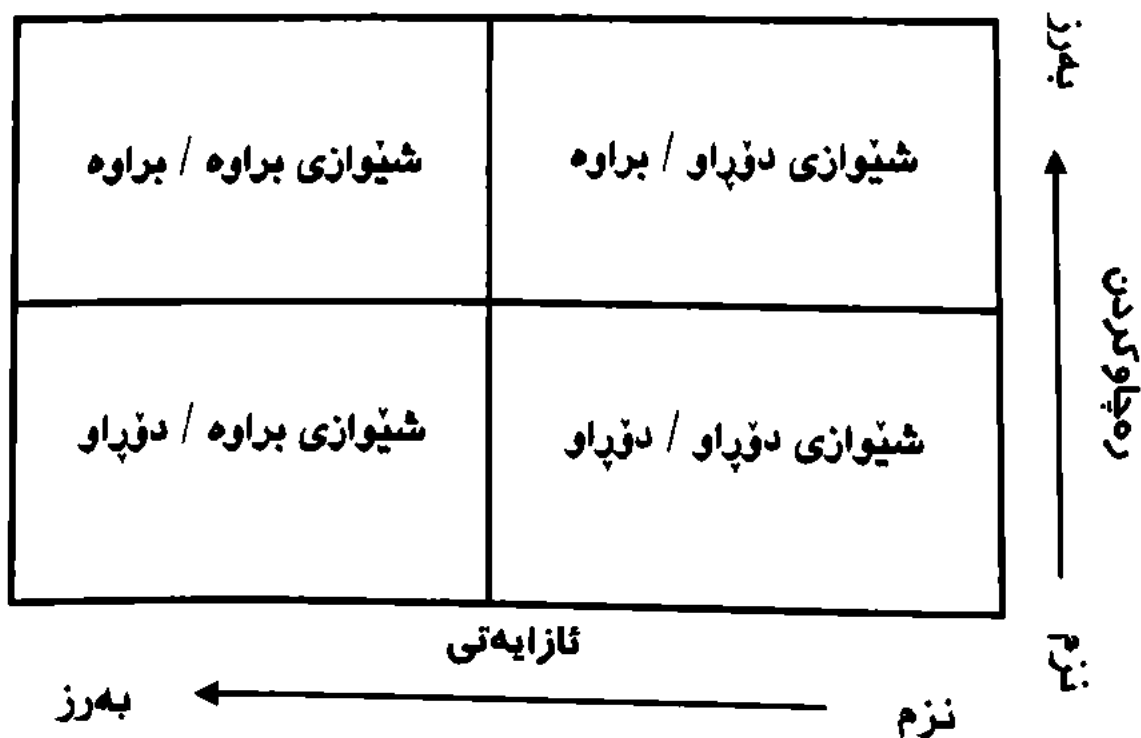 بەرز
شێوازی دۆڕاو / براوە
شێوازی براوە / براوە
ڕەچاوکردن
شێوازی دۆڕاو / دۆڕاو
شێوازی براوە / دۆڕاو
نزم
ئازایەتی
نزم
بەرز